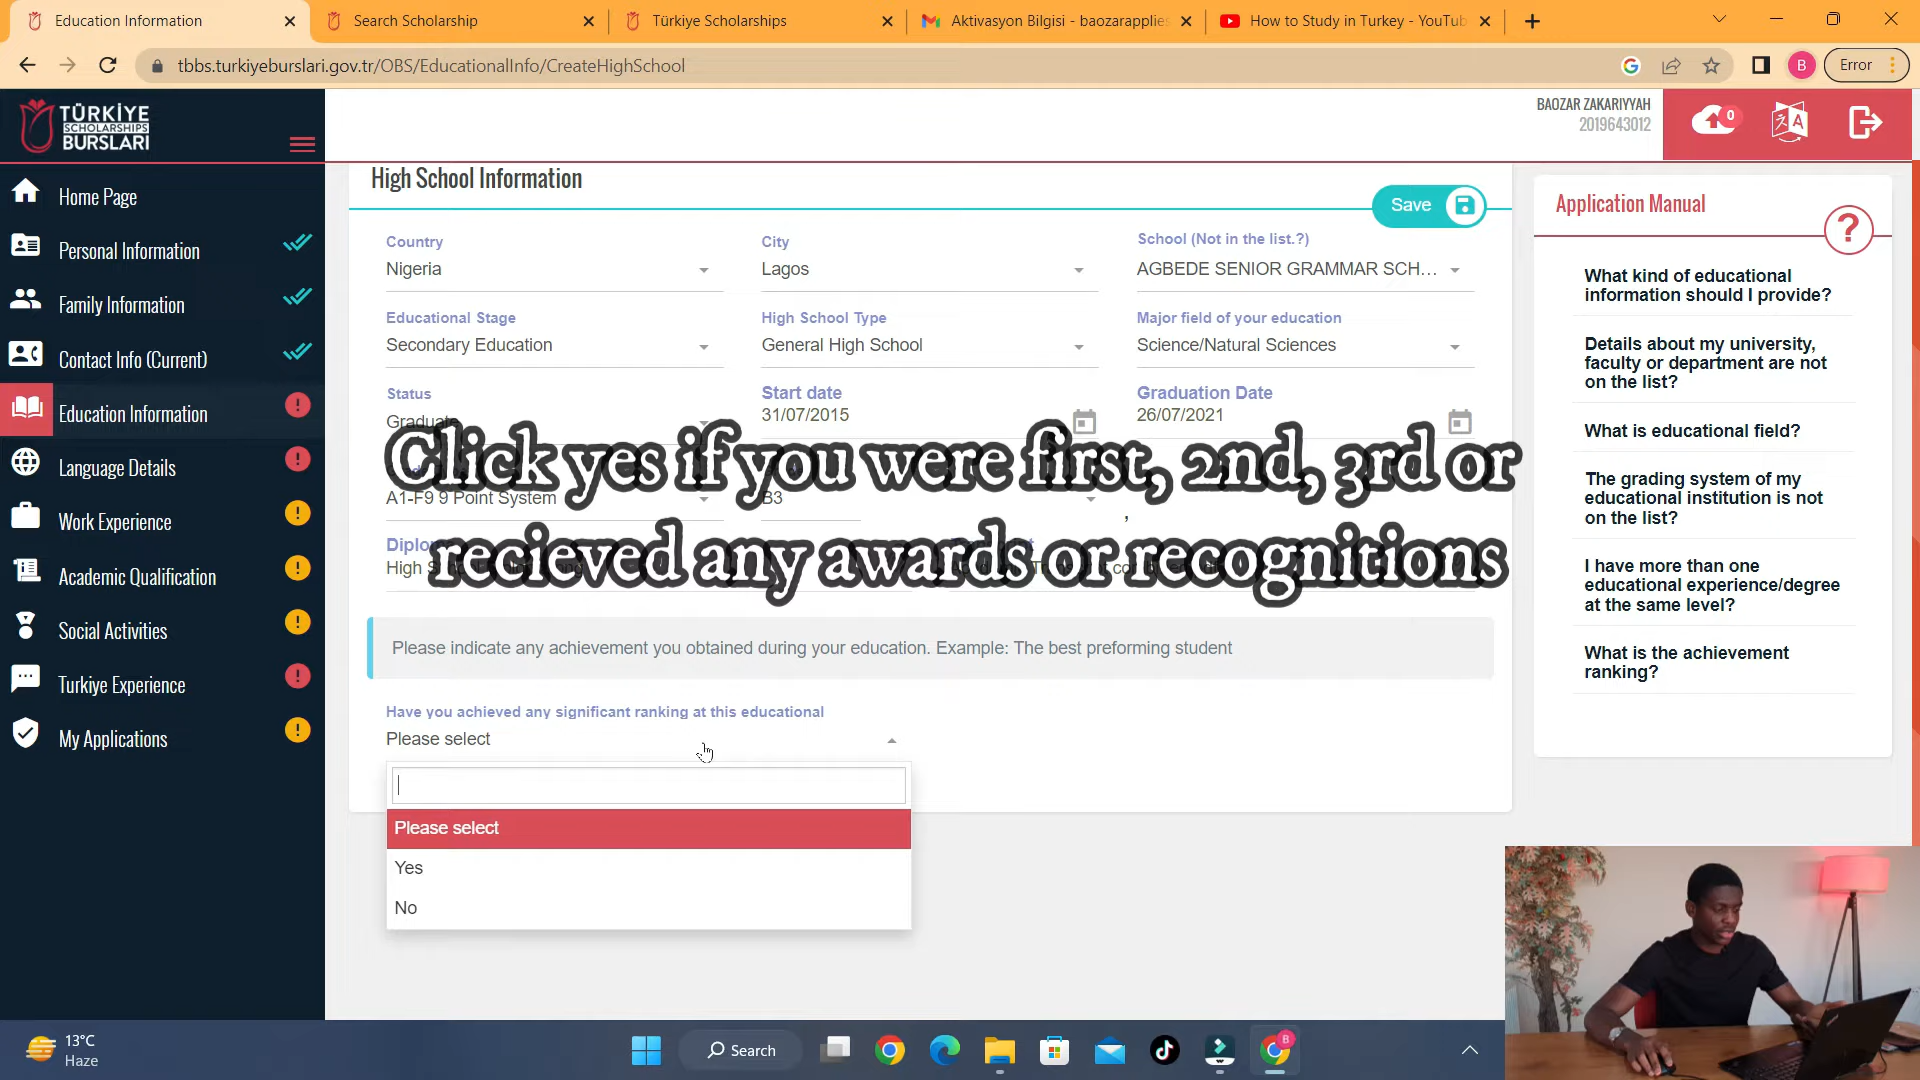 Education Information
Search Scholarship
Türkiye Scholarships
Aktivasyon Bilgisi - baozarapplies
How to Study in Turkey - YouTub
tbbs.turkiyeburslari.gov.tr/OBS/EducationalInfo/CreateHighSchool
B
Error
TÜRKİYE
SCHOLARSHIPS
BURSLARI
BAOZAR ZAKARIYYAH
2019643012
0
A
Home Page
Personal Information
Family Information
Contact Info (Current)
Education Information
Language Details
Work Experience
Academic Qualification
Social Activities
Turkiye Experience
My Applications
High School Information
Save
Country
City
School (Not in the list.?)
Nigeria
Lagos
AGBEDE SENIOR GRAMMAR SCH...
Educational Stage
High School Type
Major field of your education
Secondary Education
General High School
Science/Natural Sciences
Status
Start date
Graduation Date
Graduate
31/07/2015
26/07/2021
Click yes if you were first, 2nd, 3rd or
A1-F9 9 Point System
B3
,
recieved any awards or recognitions
High
Please indicate any achievement you obtained during your education. Example: The best preforming student
Have you achieved any significant ranking at this educational
Please select
Please select
Yes
No
Application Manual
?
What kind of educational
information should I provide?
Details about my university,
faculty or department are not
on the list?
What is educational field?
The grading system of my
educational institution is not
on the list?
I have more than one
educational experience/degree
at the same level?
What is the achievement
ranking?
13°C
Haze
Search
B